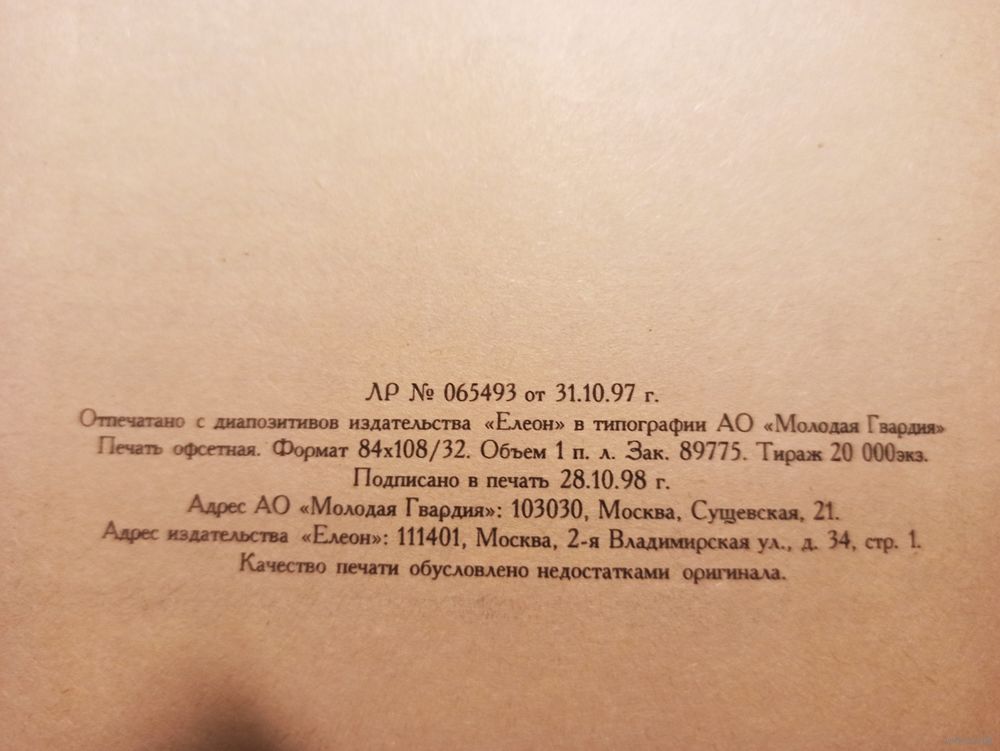 ЛР № 065493 от 31.10.97 г.
Отпечатано с диапозитивов издательства «Елеон» в типографии АО «Молодая Гвардия»
Печать офсетная. Формат 84х108/32. Объем 1 п. л. Зак. 89775. Тираж 20 000экз.
Подписано в печать 28.10.98 г.
Адрес АО «Молодая Гвардия»: 103030, Москва, Сущевская, 21.
Адрес издательства «Елеон»: 111401, Москва, 2-я Владимирская ул., д. 34, стр. 1.
Качество печати обусловлено недостатками оригинала.